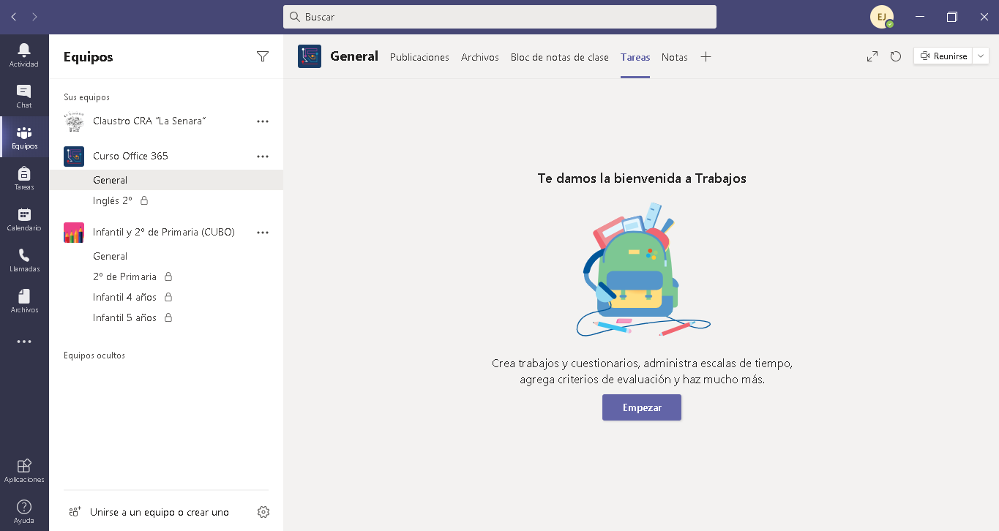 Buscar
EJ
Actividad
Chat
Equipos
Tareas
Calendario
Llamadas
Archivos
Aplicaciones
Ayuda
Equipos
Sus equipos
Claustro CRA "La Senara"
Curso Office 365
General
Inglés 2º
Infantil y 2º de Primaria (CUBO)
General
2º de Primaria
Infantil 4 años
Infantil 5 años
Equipos ocultos
Unirse a un equipo o crear uno
General Publicaciones Archivos Bloc de notas de clase Tareas Notas
Reunirse
Te damos la bienvenida a Trabajos
Crea trabajos y cuestionarios, administra escalas de tiempo,
agrega criterios de evaluación y haz mucho más.
Empezar